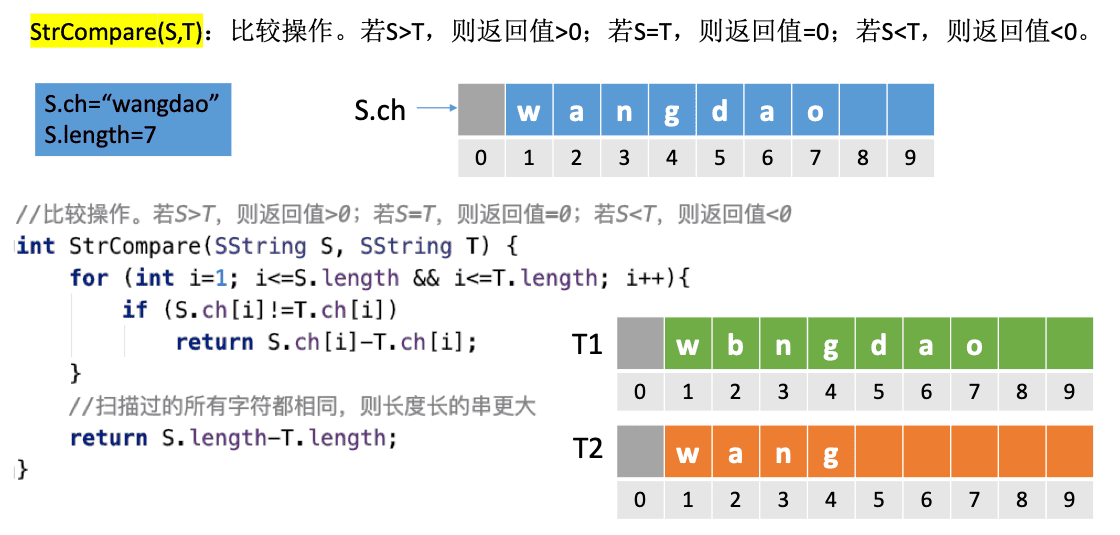 StrCompare(S,T)：比较操作。若S>T，则返回值>0；若S=T，则返回值=0；若S<T，则返回值<0。
S.ch=“wangdao”
S.length=7
S.ch
w a n g d a o
0 1 2 3 4 5 6 7 8 9
//比较操作。若S>T，则返回值>0；若S=T，则返回值=0；若S<T，则返回值<0
int StrCompare(SString S, SString T) {
for (int i=1; i<=S.length && i<=T.length; i++){
if (S.ch[i]!=T.ch[i])
return S.ch[i]-T.ch[i];
}
//扫描过的所有字符都相同，则长度长的串更大
return S.length-T.length;
}
T1
w b n g d a o
0 1 2 3 4 5 6 7 8 9
T2
w a n g
0 1 2 3 4 5 6 7 8 9